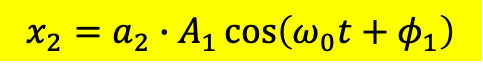 x₂ = a₂ · A₁ cos(ω₀t + ϕ₁)